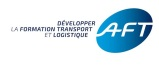 DÉVELOPPER
LA FORMATION TRANSPORT
ET LOGISTIQUE
AFT